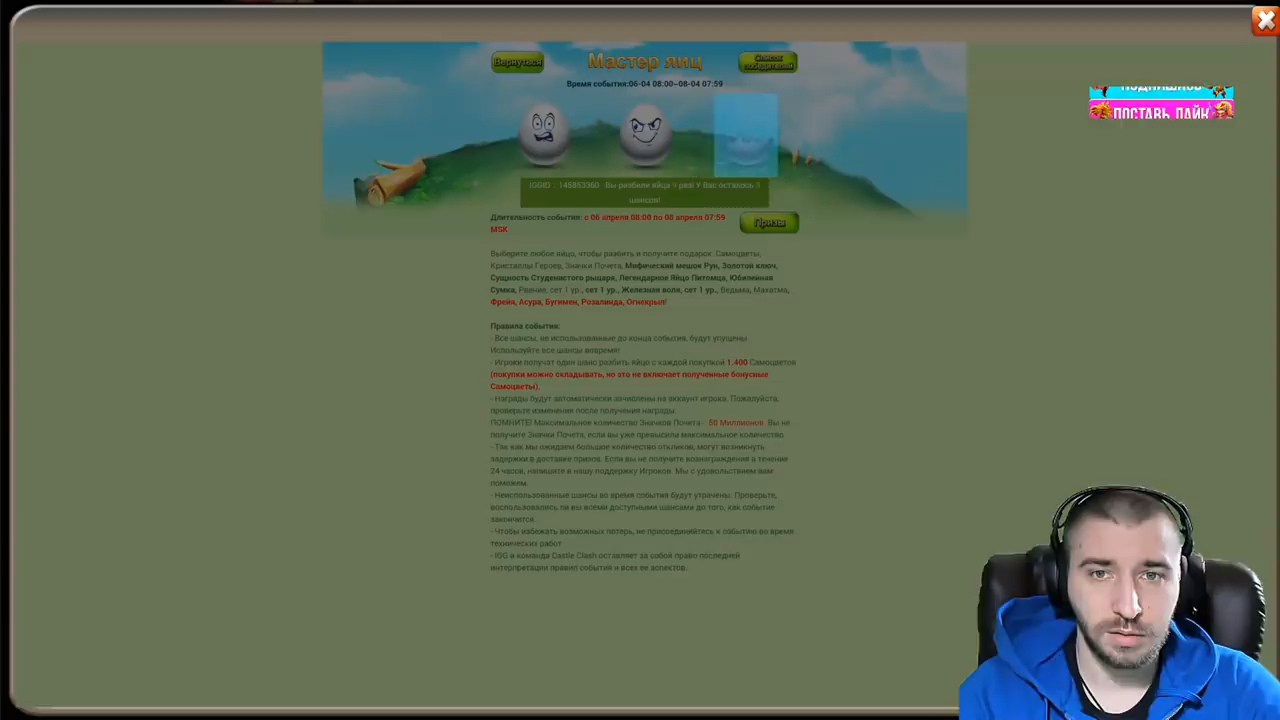 Вернуться
Мастер яиц
Список
победителей
Время события:06-04 08:00~08-04 07:59
ПОДПИШИСЬ
ПОСТАВЬ ЛАЙК
IGGID : 145853360 Вы разбили яйца 9 раз! У Вас осталось 9
шансов!
Длительность события: с 06 апреля 08:00 по 08 апреля 07:59
MSK
Призы
Выберите любое яйцо, чтобы разбить и получите подарок: Самоцветы,
Кристаллы Героев, Значки Почета, Мифический мешок Рун, Золотой ключ,
Сущность Студенистого рыцаря, Легендарное Яйцо Питомца, Юбилейная
Сумка, Рвение, сет 1 ур., сет 1 ур., Железная воля, сет 1 ур., Ведьма, Макатма,
Фрейя, Асура, Бугимен, Розалинда, Огнекрыл!
Правила события:
- Все шансы, не использованные до конца события, будут упущены.
Используйте все шансы вовремя!
- Игроки получат один шанс разбить яйцо с каждой покупкой 1.400 Самоцветов
(покупки можно складывать, но это не включает полученные бонусные
Самоцветы).
- Награды будут автоматически зачислены на аккаунт игрока. Пожалуйста,
проверьте изменения после получения награды.
ПОМНИТЕ! Максимальное количество Значков Почета - 50 Миллионов. Вы не
получите Значки Почета, если вы уже превысили максимальное количество.
- Так как мы ожидаем большое количество откликов, могут возникнуть
задержки в доставке призов. Если вы не получите вознаграждения в течение
24 часов, напишите в нашу поддержку Игроков. Мы с удовольствием вам
поможем.
- Неиспользованные шансы во время события будут утрачены. Проверьте,
воспользовались ли вы всеми доступными шансами до того, как событие
закончится.
- Чтобы избежать возможных потерь, не присоединяйтесь к событию во время
технических работ.
- IGG и команда Castle Clash оставляет за собой право последней
интерпретации правил события и всех ее аспектов.